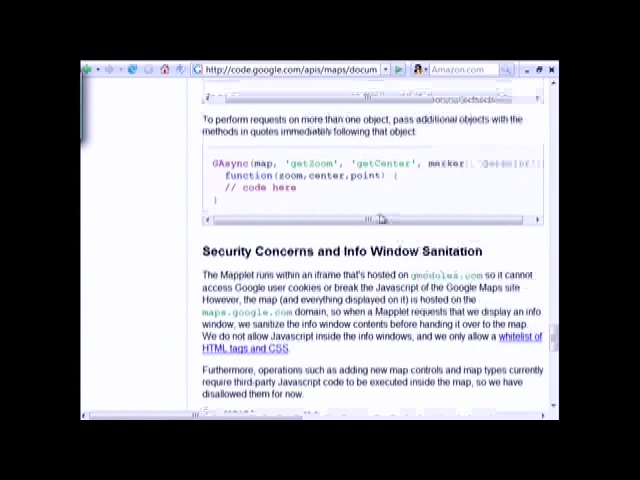 http://code.google.com/apis/maps/docum
Amazon.com
To perform requests on more than one object, pass additional objects with the
methods in quotes immediately following that object.
GAsync(map, 'getZoom', 'getCenter', marker
function(zoom,center,point) {
// code here
)
Security Concerns and Info Window Sanitation
The Mapplet runs within an iframe that's hosted on gmodules.com so it cannot
access Google user cookies or break the Javascript of the Google Maps site
However, the map (and everything displayed on it) is hosted on the
maps.google.com domain, so when a Mapplet requests that we display an info
window, we sanitize the info window contents before handing it over to the map.
We do not allow Javascript inside the info windows, and we only allow a whitelist of
HTML tags and CSS.
Furthermore, operations such as adding new map controls and map types currently
require third-party Javascript code to be executed inside the map, so we have
disallowed them for now.